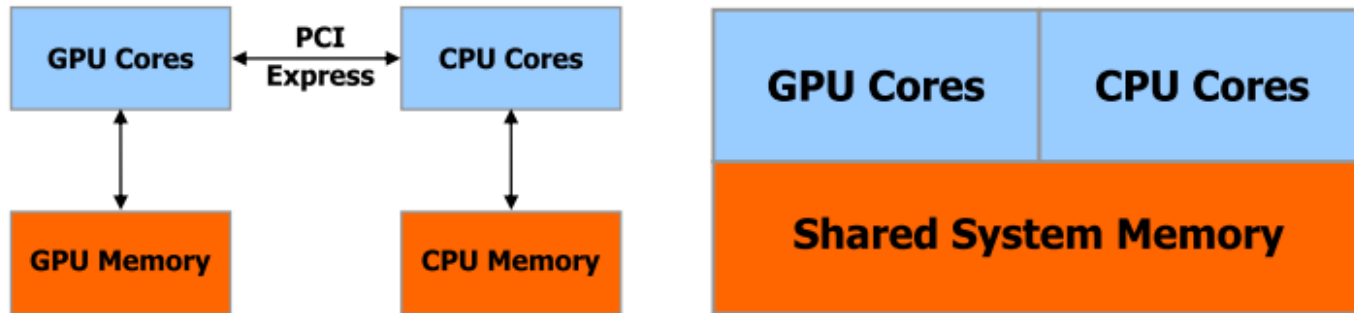 GPU Cores
PCI
Express
CPU Cores
GPU Memory
CPU Memory
GPU Cores
CPU Cores
Shared System Memory